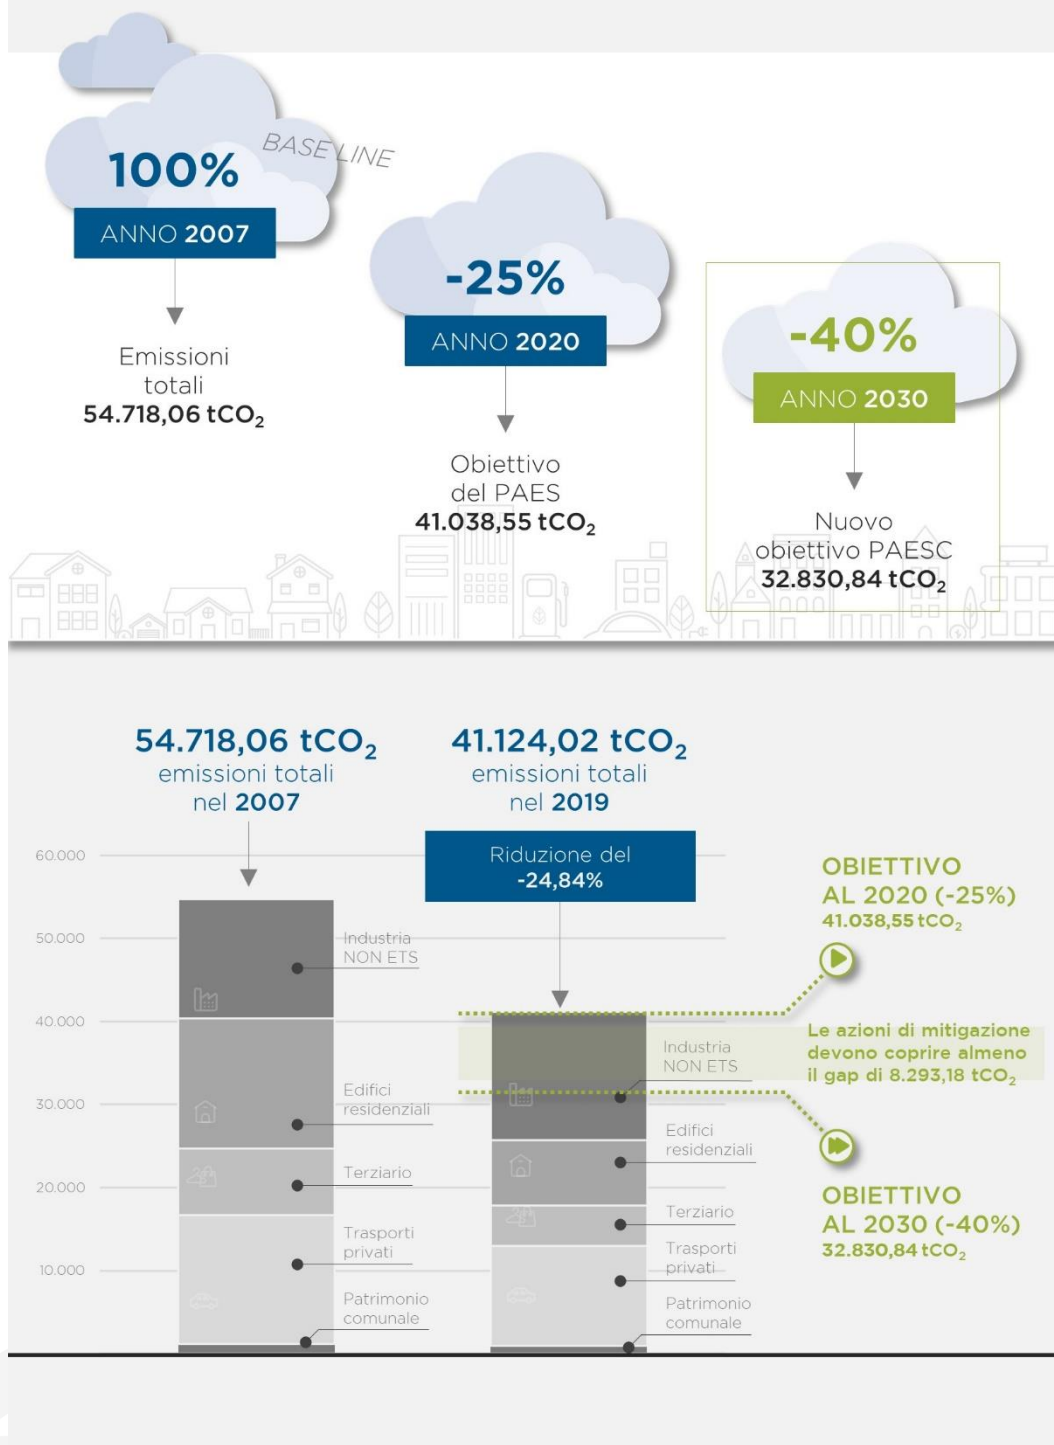 BASE LINE
100%
ANNO 2007
Emissioni
totali
54.718,06 tCO₂
-25%
ANNO 2020
Obiettivo
del PAES
41.038,55 tCO₂
-40%
ANNO 2030
Nuovo
obiettivo PAESC
32.830,84 tCO₂
54.718,06 tCO₂
emissioni totali
nel 2007
41.124,02 tCO₂
emissioni totali
nel 2019
Riduzione del
-24,84%
60.000
50.000
40.000
30.000
20.000
10.000
Industria
NON ETS
Edifici
residenziali
Terziario
Trasporti
privati
Patrimonio
comunale
Industria
NON ETS
Edifici
residenziali
Terziario
Trasporti
privati
Patrimonio
comunale
OBIETTIVO
AL 2020 (-25%)
41.038,55 tCO₂
Le azioni di mitigazione
devono coprire almeno
il gap di 8.293,18 tCO₂
OBIETTIVO
AL 2030 (-40%)
32.830,84 tCO₂